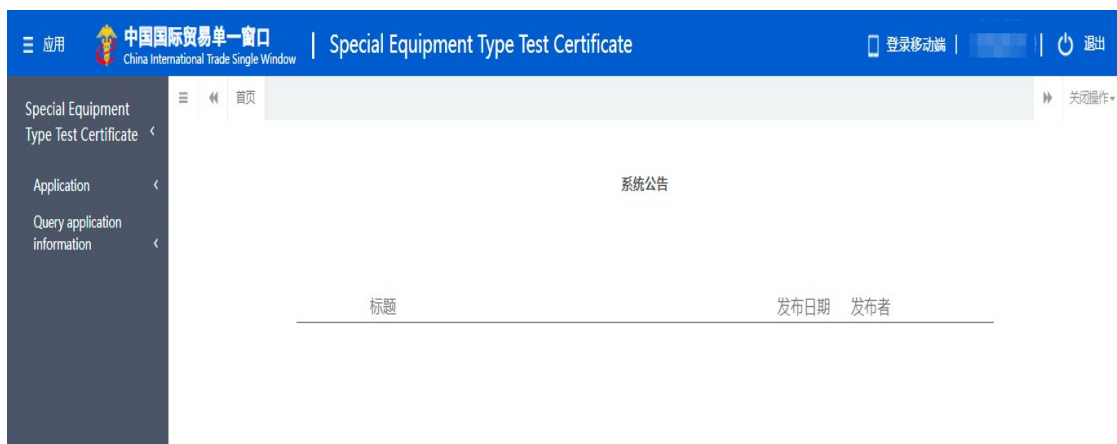 应用
中国国际贸易单一窗口
China International Trade Single Window
Special Equipment Type Test Certificate
登录移动端
退出
Special Equipment
Type Test Certificate
Application
Query application
information
首页
关闭操作
系统公告
标题 发布日期 发布者